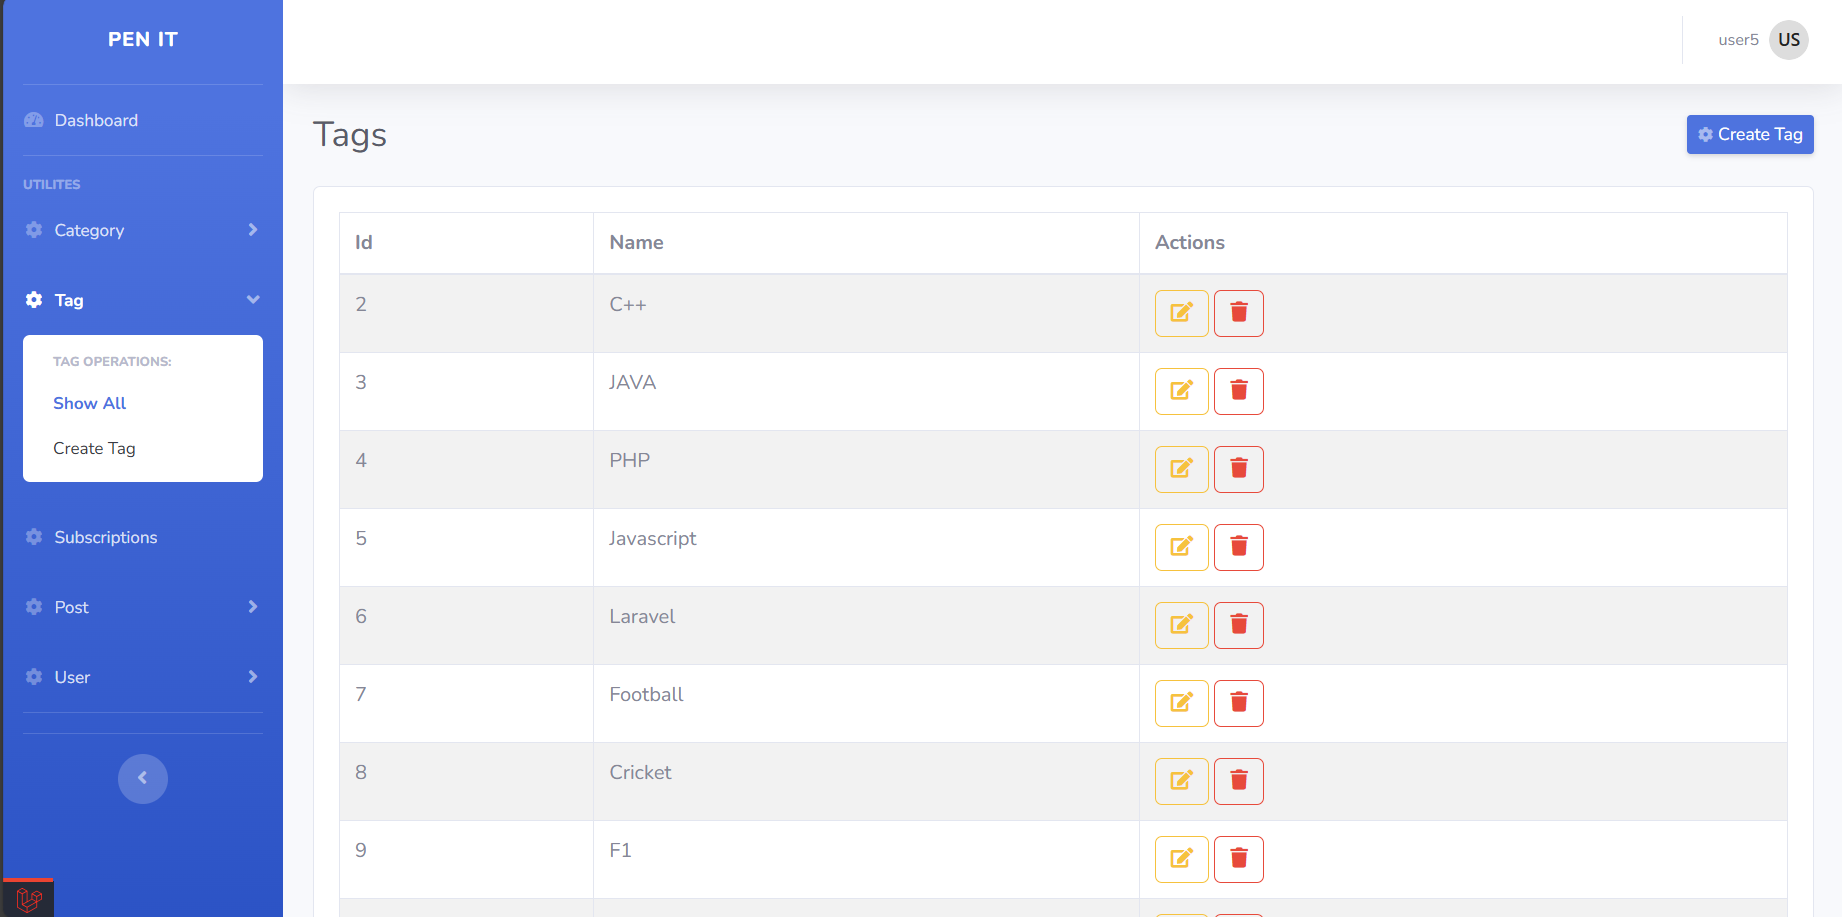 PEN IT
user5
US
Dashboard
UTILITES
Category
Tag
TAG OPERATIONS:
Show All
Create Tag
Subscriptions
Post
User
Tags
Create Tag
Id Name Actions
2 C++
3 JAVA
4 PHP
5 Javascript
6 Laravel
7 Football
8 Cricket
9 F1